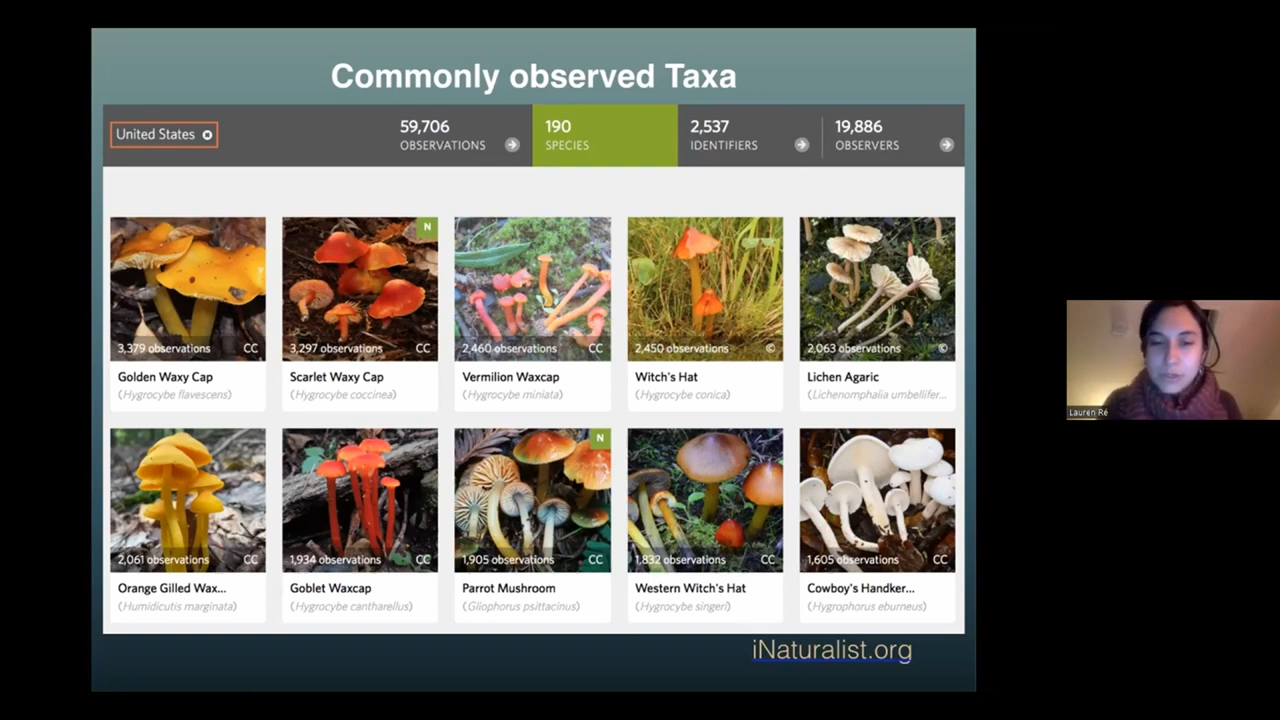 Commonly observed Taxa
United States
59,706
OBSERVATIONS
190
SPECIES
2,537
IDENTIFIERS
19,886
OBSERVERS
3,379 observations CC
Golden Waxy Cap
(Hygrocybe flavescens)
N
3,297 observations CC
Scarlet Waxy Cap
(Hygrocybe coccinea)
2,460 observations CC
Vermilion Waxcap
(Hygrocybe miniata)
2,450 observations ©
Witch's Hat
(Hygrocybe conica)
2,063 observations ©
Lichen Agaric
(Lichenomphalia umbellifer...
2,061 observations CC
Orange Gilled Wax...
(Humidicutis marginata)
1,934 observations CC
Goblet Waxcap
(Hygrocybe cantharellus)
N
1,905 observations CC
Parrot Mushroom
(Gliophorus psittacinus)
1,832 observations CC
Western Witch's Hat
(Hygrocybe singeri)
1,605 observations CC
Cowboy's Handker...
(Hygrophorus eburneus)
iNaturalist.org
Lauren Ré